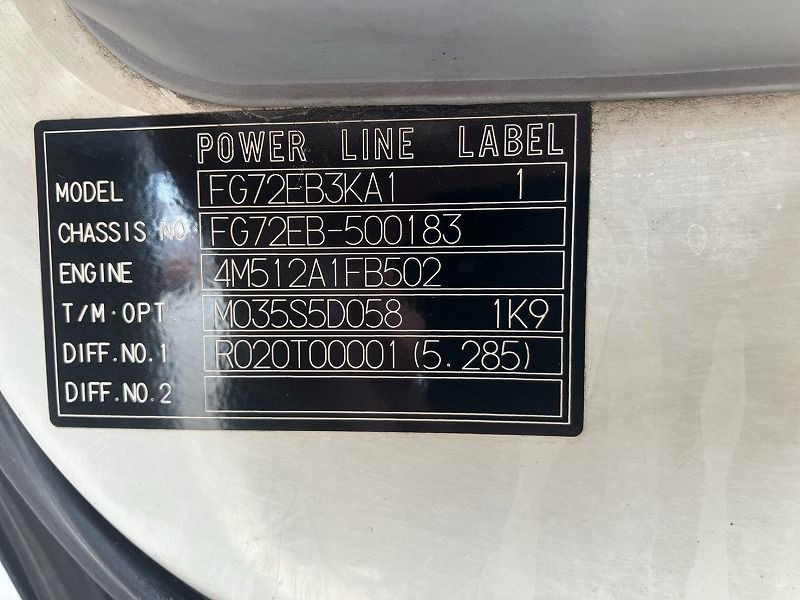 POWER LINE LABEL
MODEL FG72EB3KA1 1
CHASSIS NO. FG72EB-500183
ENGINE 4M512A1FB502
T/M·OPT. M035S5D058 1K9
DIFF.NO.1 R020T00001(5.285)
DIFF.NO.2